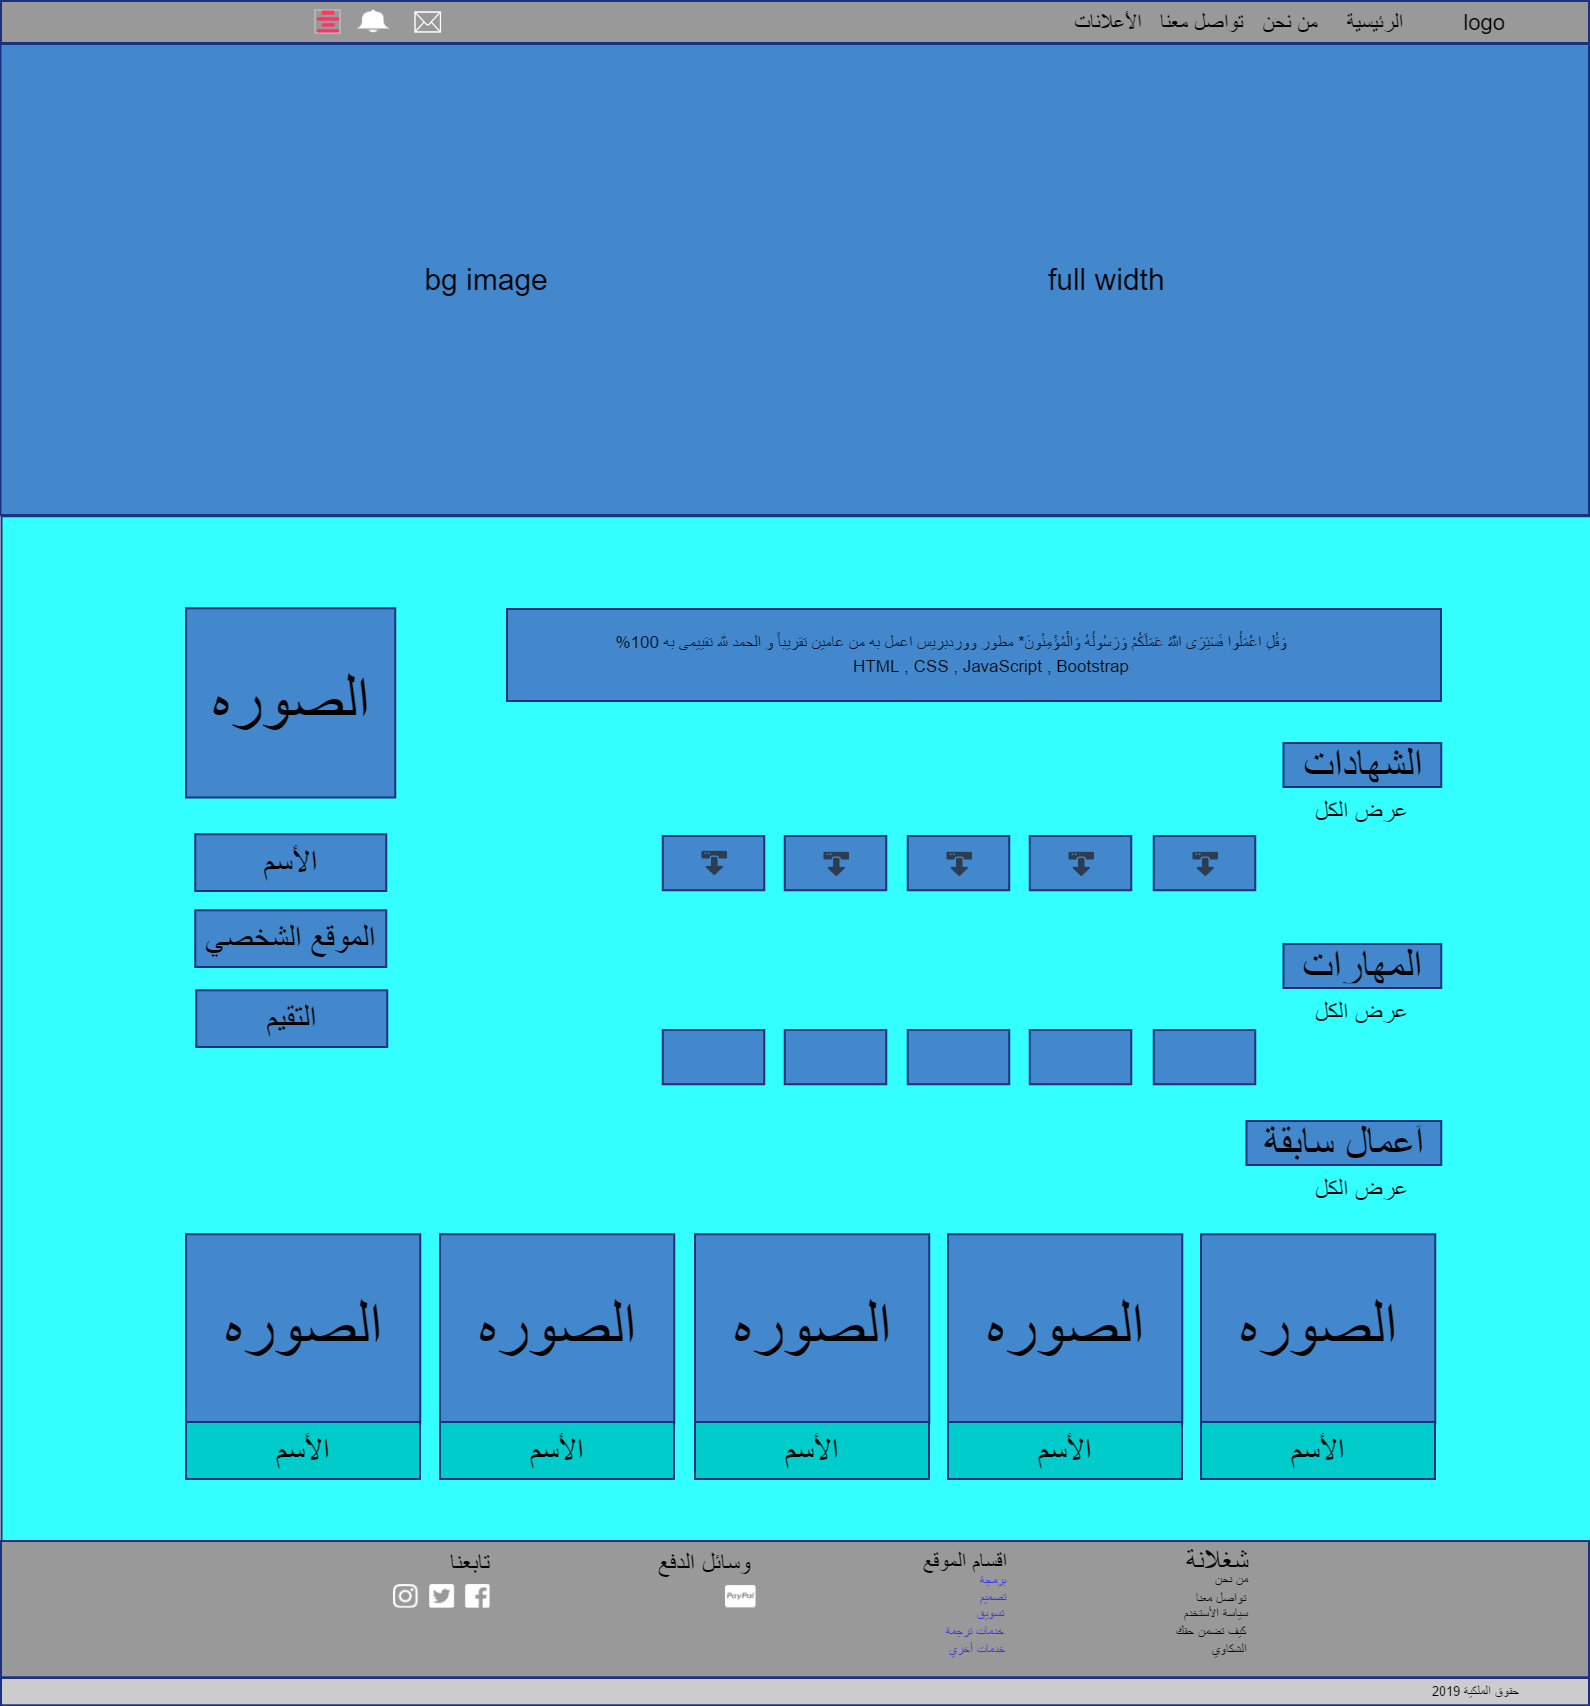 logo
الرئيسية
من نحن
تواصل معنا
الأعلانات
bg image
full width
وَقُلِ اعْمَلُوا فَسَيَرَى اللَّهُ عَمَلَكُمْ وَرَسُولُهُ وَالْمُؤْمِنُونَ* مطور ووردبريس اعمل به من عامين تقريباً و الحمد لله تقييمى به 100%
HTML , CSS , JavaScript , Bootstrap
الصوره
الأسم
الموقع الشخصي
التقيم
الشهادات
عرض الكل
المهارات
عرض الكل
أعمال سابقة
عرض الكل
الصوره
الصوره
الصوره
الصوره
الصوره
الأسم
الأسم
الأسم
الأسم
الأسم
شغلانة
من نحن
تواصل معنا
سياسة الأستخدم
كيف تضمن حقك
الشكاوي
اقسام الموقع
برمجة
تصميم
تسويق
خدمات ترجمة
خدمات أخري
وسائل الدفع
PayPal
تابعنا
حقوق الملكية 2019